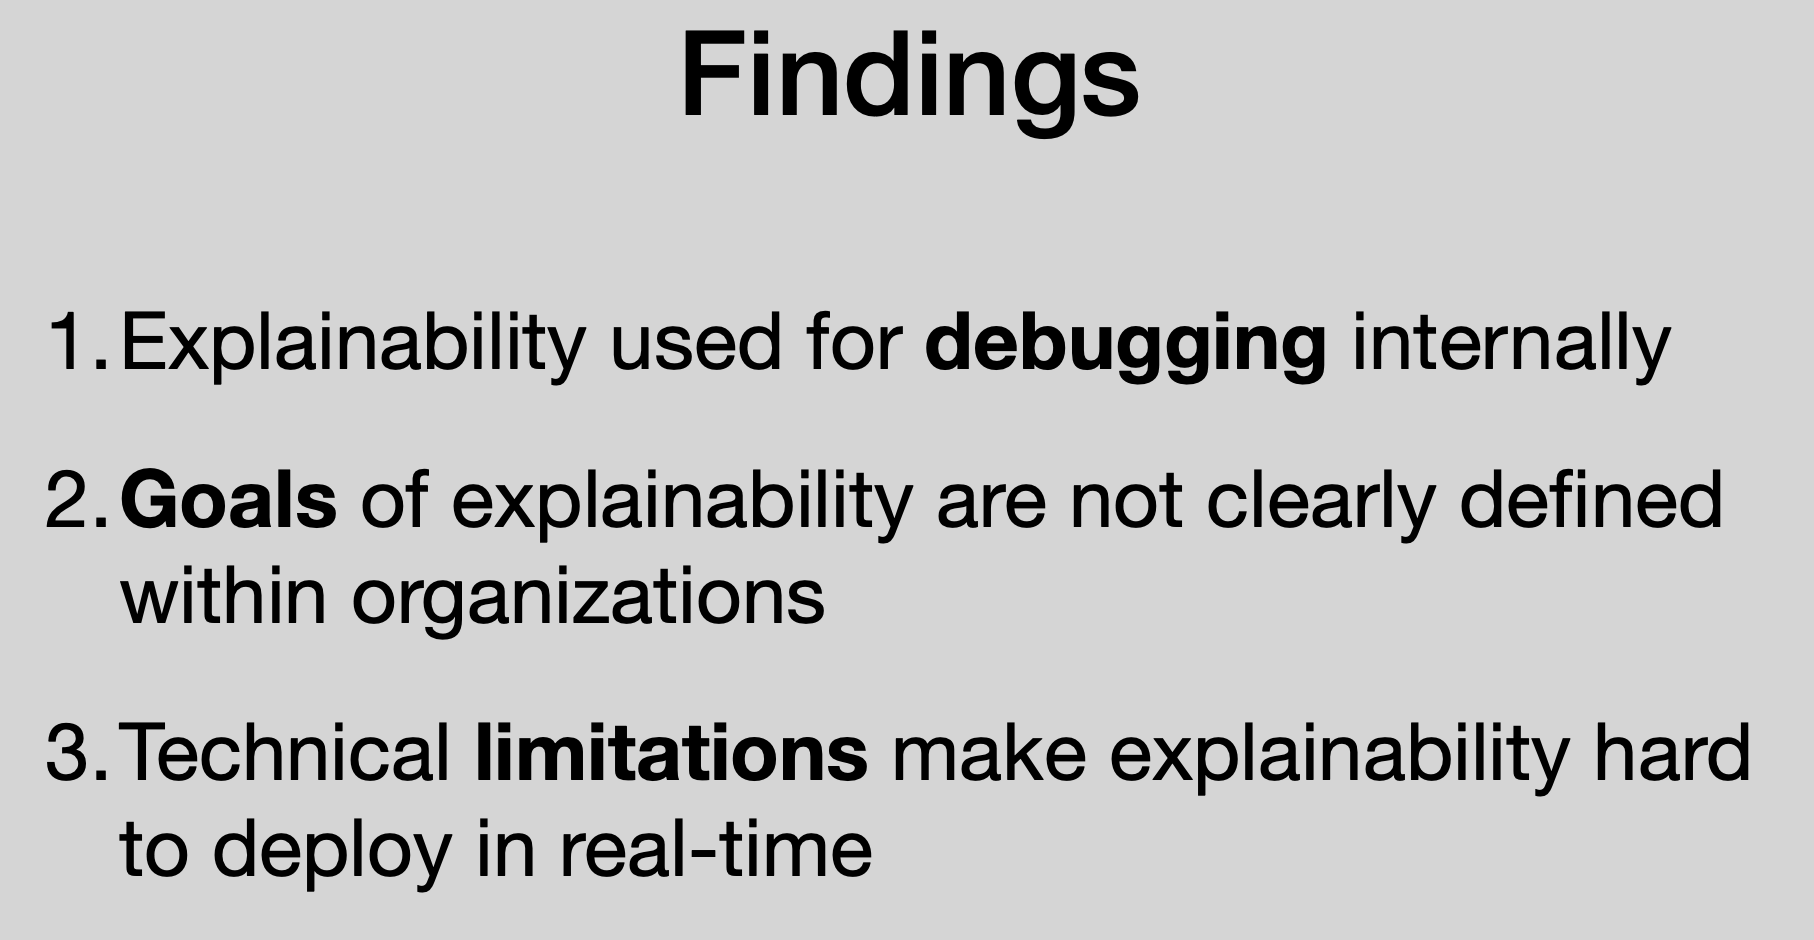 Findings
1. Explainability used for debugging internally
2. Goals of explainability are not clearly defined
within organizations
3. Technical limitations make explainability hard
to deploy in real-time